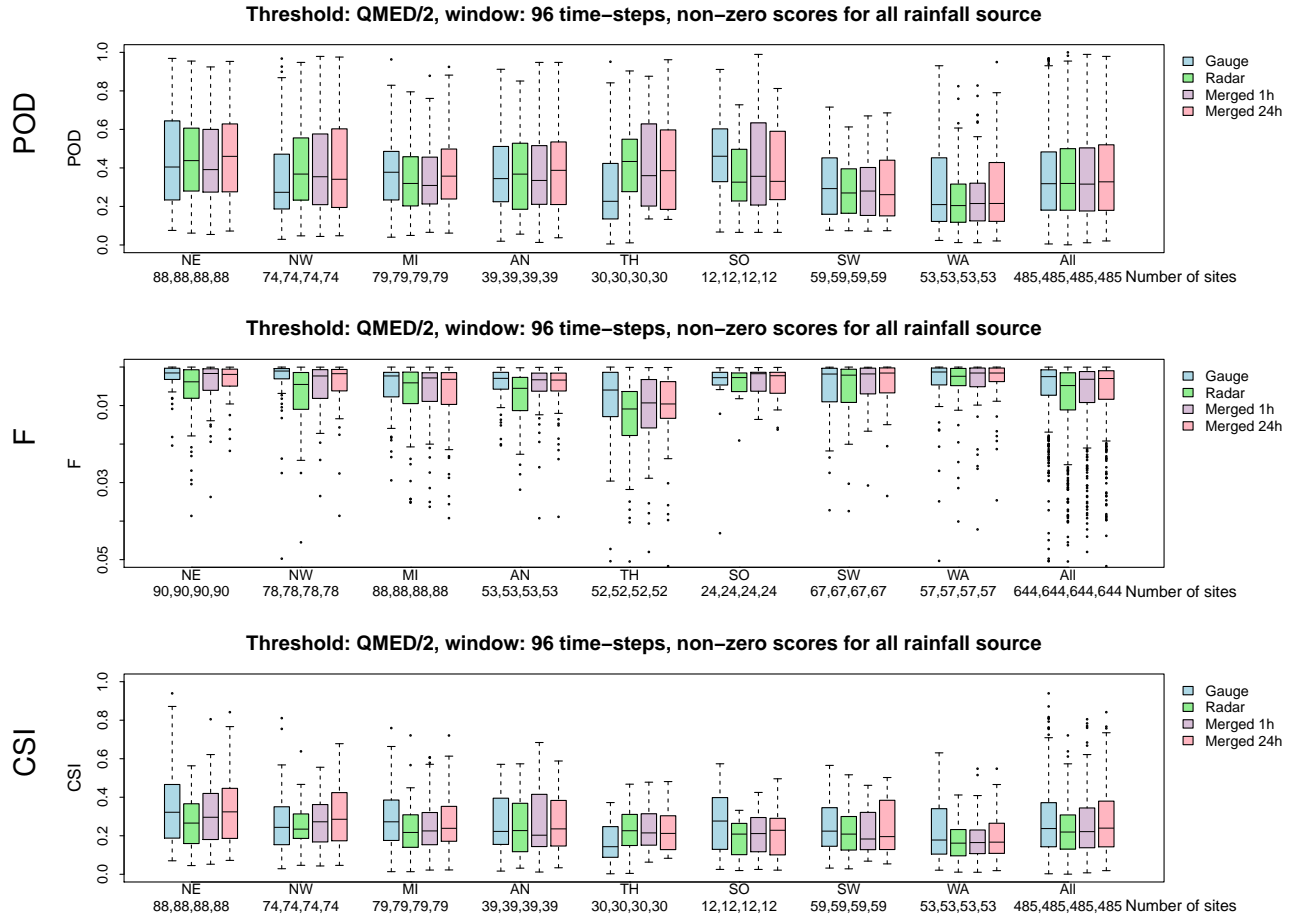 Threshold: QMED/2, window: 96 time−steps, non−zero scores for all rainfall source
POD
POD
1.0
0.8
0.6
0.4
0.2
0.0
Gauge
Radar
Merged 1h
Merged 24h
NE NW MI AN TH SO SW WA All
88,88,88,88 74,74,74,74 79,79,79,79 39,39,39,39 30,30,30,30 12,12,12,12 59,59,59,59 53,53,53,53 485,485,485,485 Number of sites
Threshold: QMED/2, window: 96 time−steps, non−zero scores for all rainfall source
F
F
0.01
0.03
0.05
Gauge
Radar
Merged 1h
Merged 24h
NE NW MI AN TH SO SW WA All
90,90,90,90 78,78,78,78 88,88,88,88 53,53,53,53 52,52,52,52 24,24,24,24 67,67,67,67 57,57,57,57 644,644,644,644 Number of sites
Threshold: QMED/2, window: 96 time−steps, non−zero scores for all rainfall source
CSI
CSI
1.0
0.8
0.6
0.4
0.2
0.0
Gauge
Radar
Merged 1h
Merged 24h
NE NW MI AN TH SO SW WA All
88,88,88,88 74,74,74,74 79,79,79,79 39,39,39,39 30,30,30,30 12,12,12,12 59,59,59,59 53,53,53,53 485,485,485,485 Number of sites